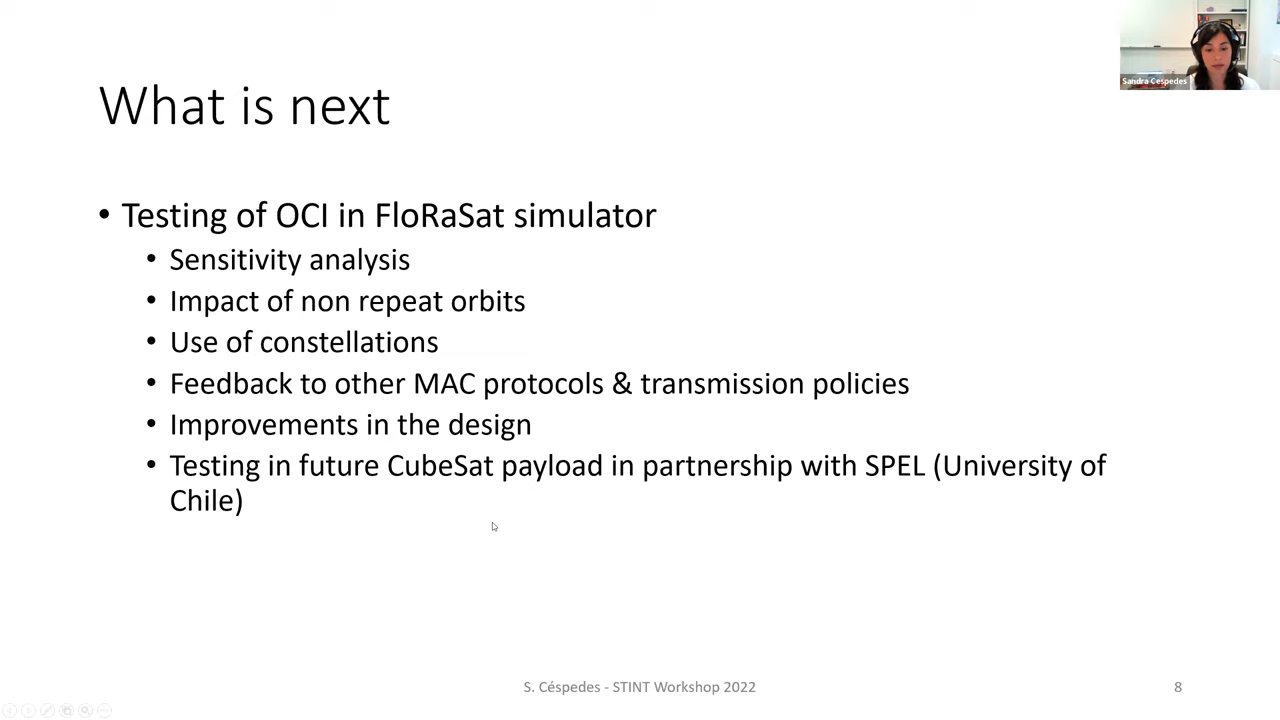 Sandra Cespedes
What is next
• Testing of OCI in FloRaSat simulator
• Sensitivity analysis
• Impact of non repeat orbits
• Use of constellations
• Feedback to other MAC protocols & transmission policies
• Improvements in the design
• Testing in future CubeSat payload in partnership with SPEL (University of
Chile)
S. Céspedes - STINT Workshop 2022
8